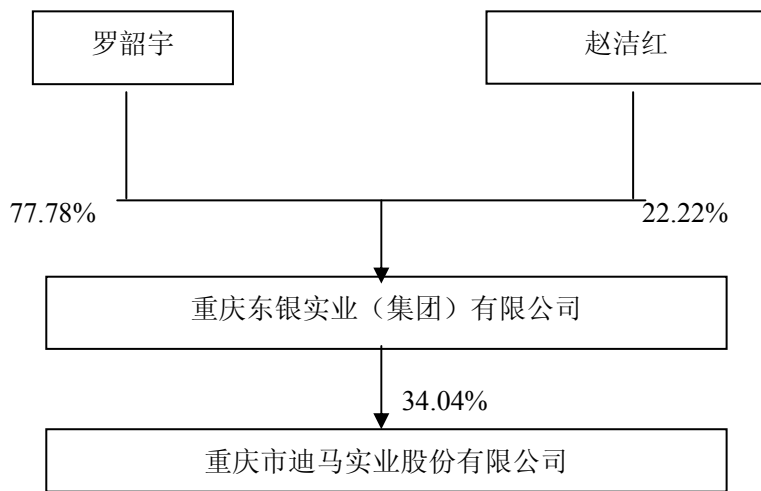 罗韶宇
赵洁红
77.78%
22.22%
重庆东银实业（集团）有限公司
34.04%
重庆市迪马实业股份有限公司